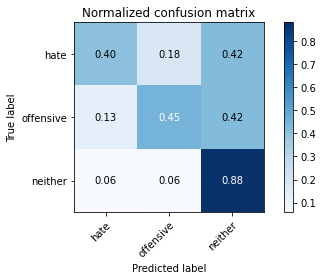 Normalized confusion matrix
True label
hate 0.40 0.18 0.42
offensive 0.13 0.45 0.42
neither 0.06 0.06 0.88
hate offensive neither
Predicted label
0.8
0.7
0.6
0.5
0.4
0.3
0.2
0.1